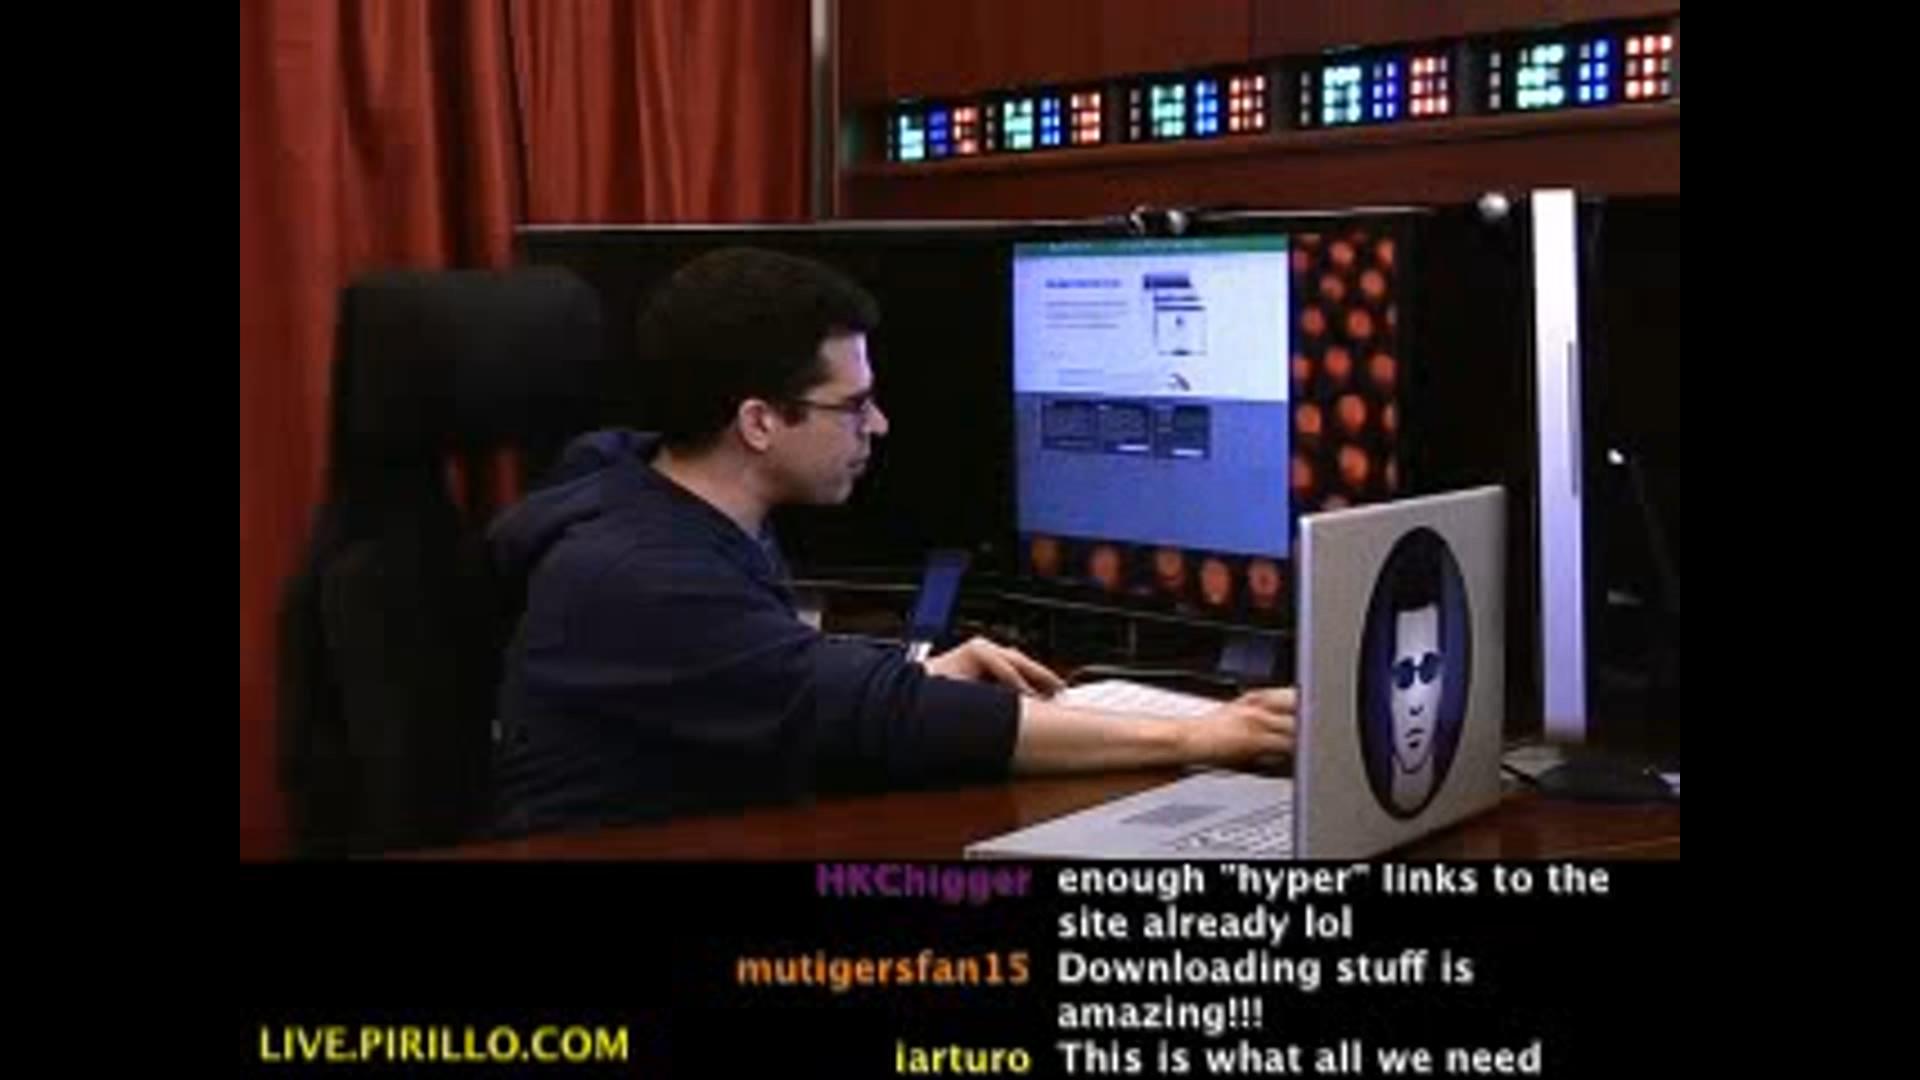 HKChigger enough "hyper" links to the
site already lol
mutigersfan15 Downloading stuff is
amazing!!!
LIVE.PIRILLO.COM
iarturo This is what all we need